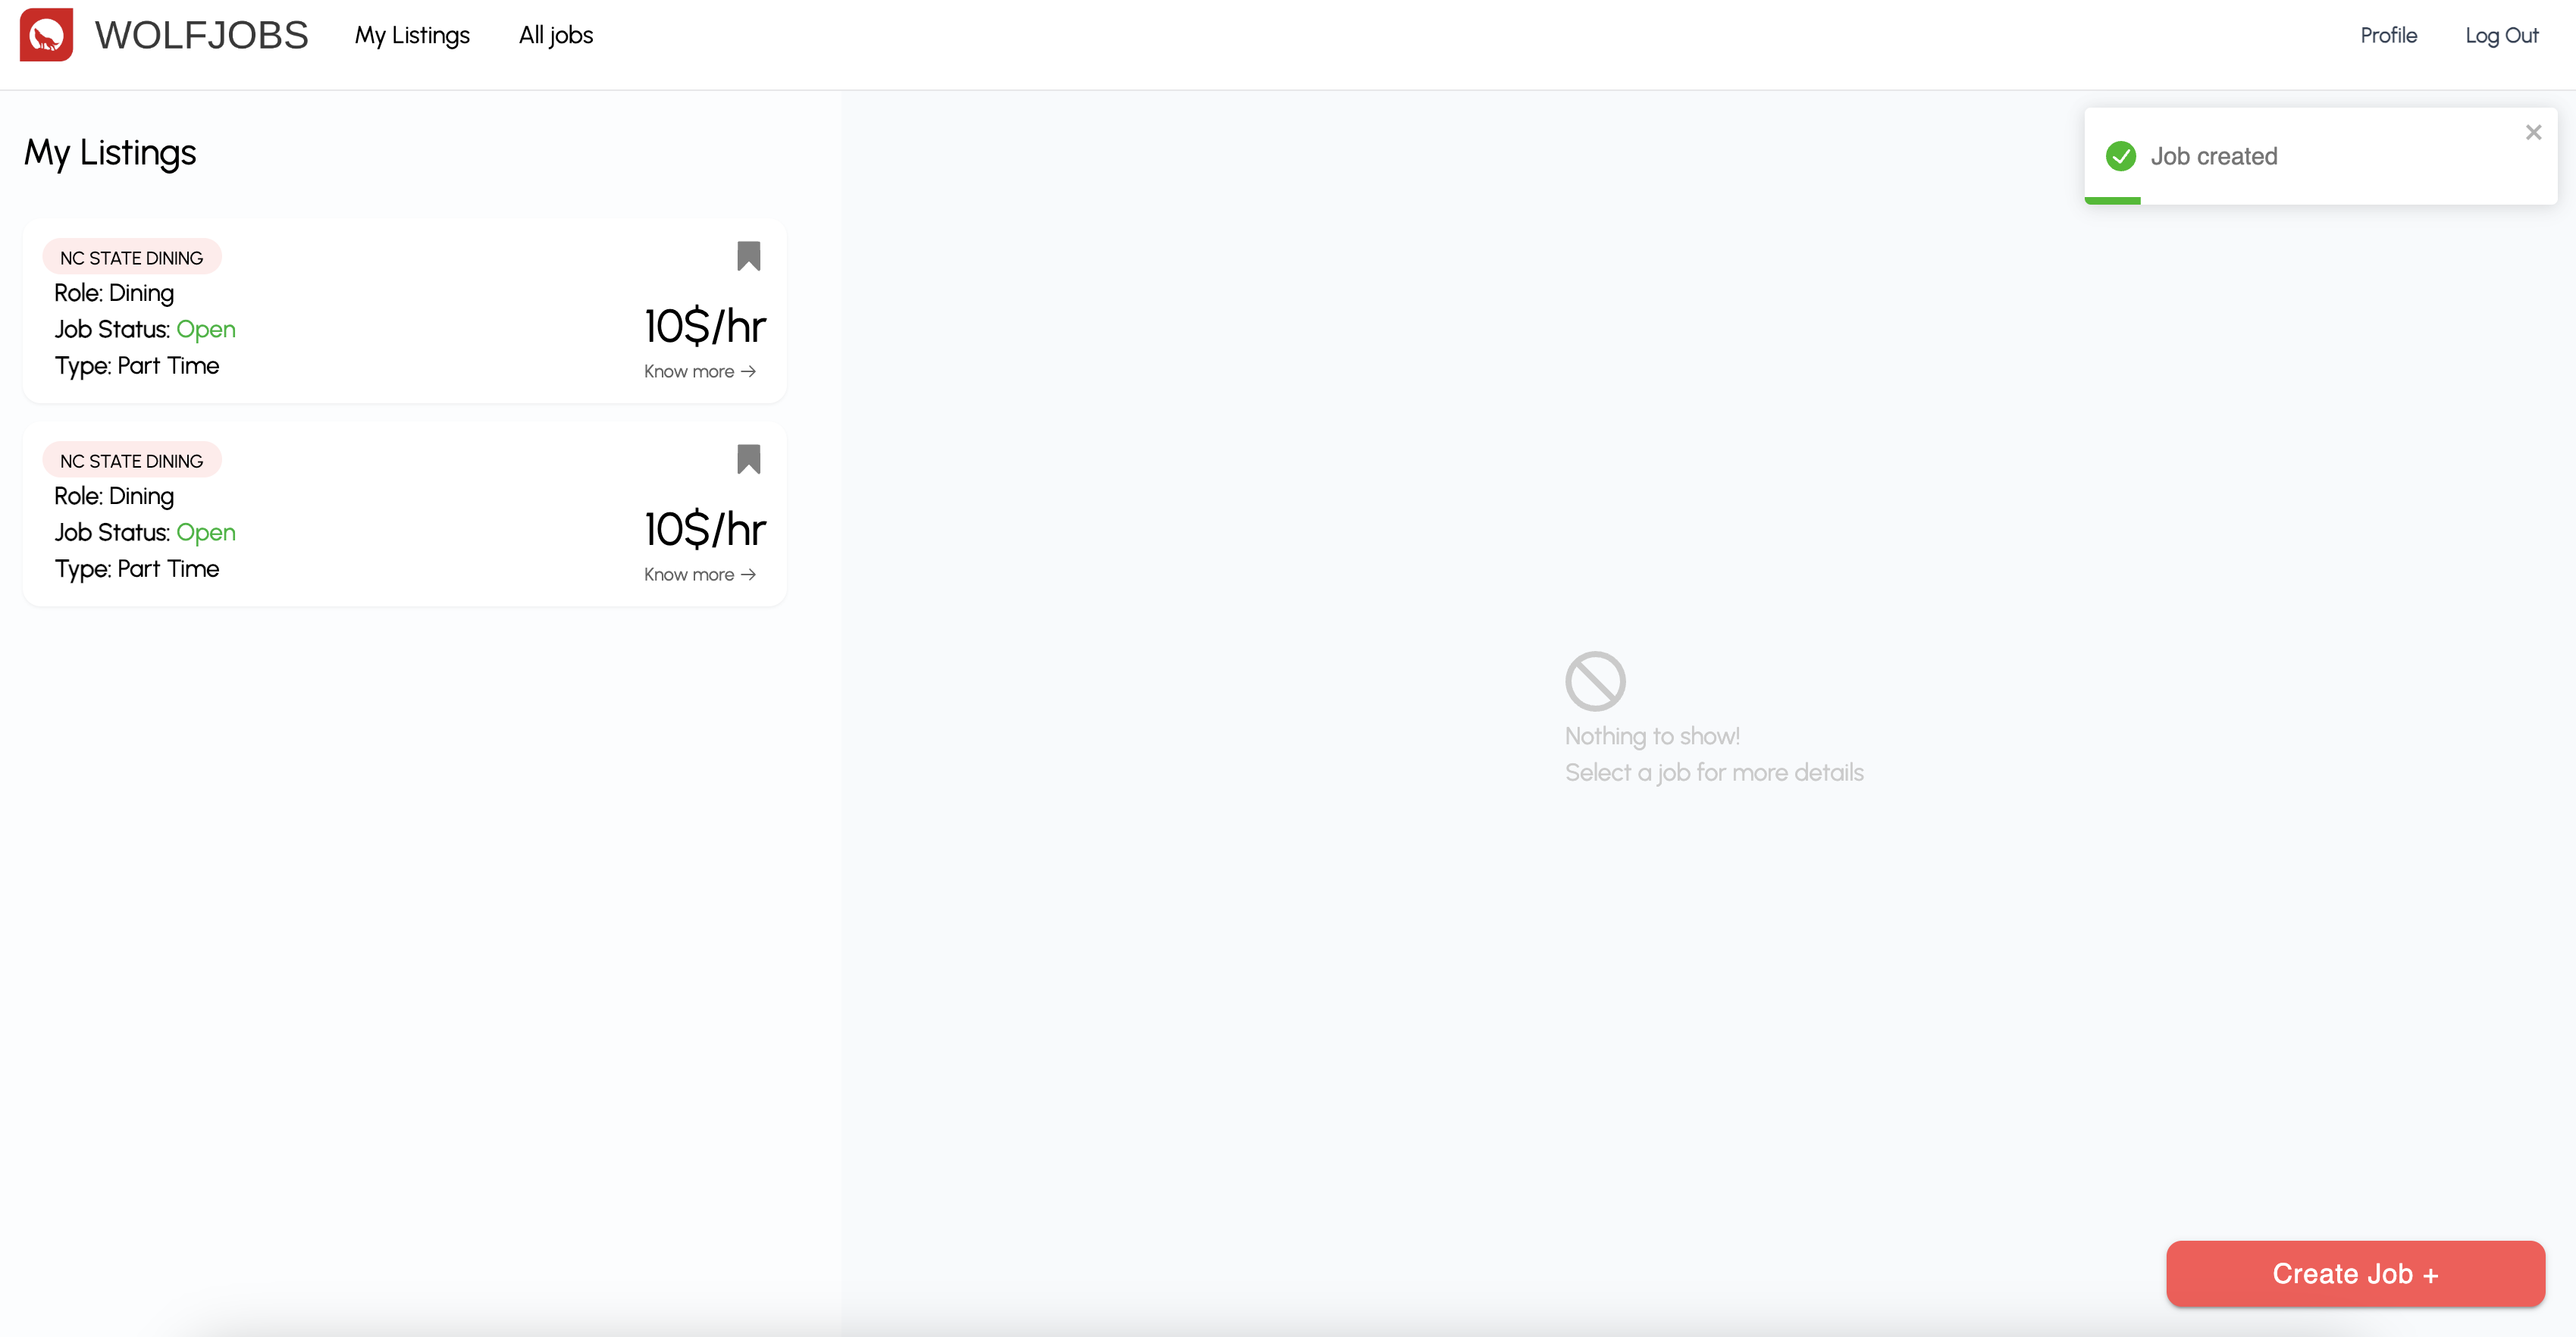 WOLFJOBS
My Listings
All jobs
Profile
Log Out
My Listings
Job created
NC STATE DINING
Role: Dining
Job Status: Open
Type: Part Time
10$/hr
Know more →
NC STATE DINING
Role: Dining
Job Status: Open
Type: Part Time
10$/hr
Know more →
Nothing to show!
Select a job for more details
Create Job +